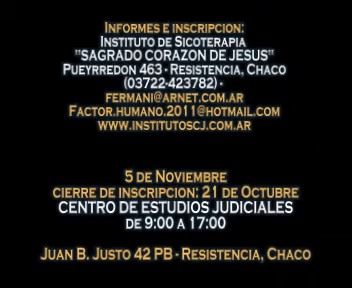 Informes e inscripcion:
Instituto de Sicoterapia
"SAGRADO CORAZON DE JESUS"
Pueyrredon 463 - Resistencia, Chaco
(03722-423782) -
fermani@arnet.com.ar
Factor.humano.2011@hotmail.com
www.institutoscj.com.ar
5 de Noviembre
cierre de inscripcion: 21 de Octubre
CENTRO DE ESTUDIOS JUDICIALES
de 9:00 a 17:00
Juan B. Justo 42 PB - Resistencia, Chaco